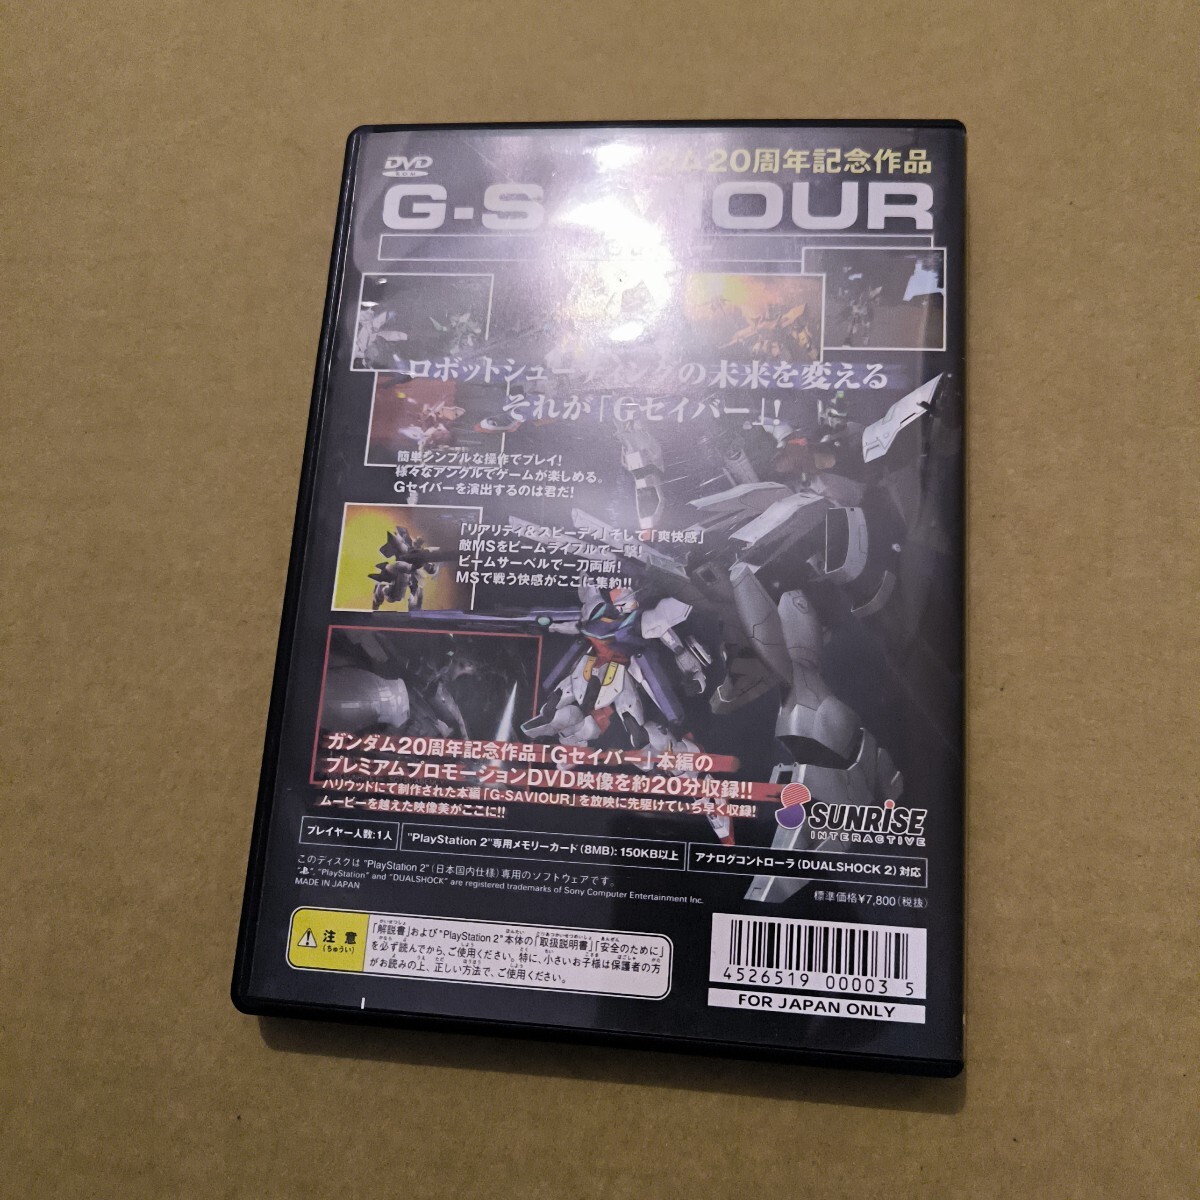 DVD
ROM
ム20周年記念作品
G-S IOUR
ロボットシューティングの未来を変える
それが「Gセイバー」!
簡単シンプルな操作でプレイ!
様々なアングルでゲームが楽しめる。
Gセイバーを演出するのは君だ!
「リアリティ&スピーディ」そして「爽快感」
敵MSをビームライフルで一撃!
ビームサーベルで一刀両断!
MSで戦う快感がここに集約!!
ガンダム20周年記念作品「Gセイバー」本編の
プレミアムプロモーションDVD映像を約20分収録!!
ハリウッドにて制作された本編「G-SAVIOUR」を放映に先駆けていち早く収録!
ムービーを越えた映像美がここに!!
SUNRISE
INTERACTIVE
プレイヤー人数:1人
"PlayStation 2"専用メモリーカード(8MB):150KB以上
アナログコントローラ(DUALSHOCK 2)対応
このディスクは "PlayStation 2"(日本国内仕様)専用のソフトウェアです。
"PlayStation" and "DUALSHOCK" are registered trademarks of Sony Computer Entertainment Inc.
MADE IN JAPAN
標準価格¥7,800(税抜)
注意
(ちゅうい)
「解説書」および"PlayStation 2"本体の「取扱説明書」「安全のために」
を必ず読んでから、ご使用ください。特に、小さいお子様は保護者の方
がお読みの上、正しい方法で、ご使用ください。
4526519 00003 5
FOR JAPAN ONLY